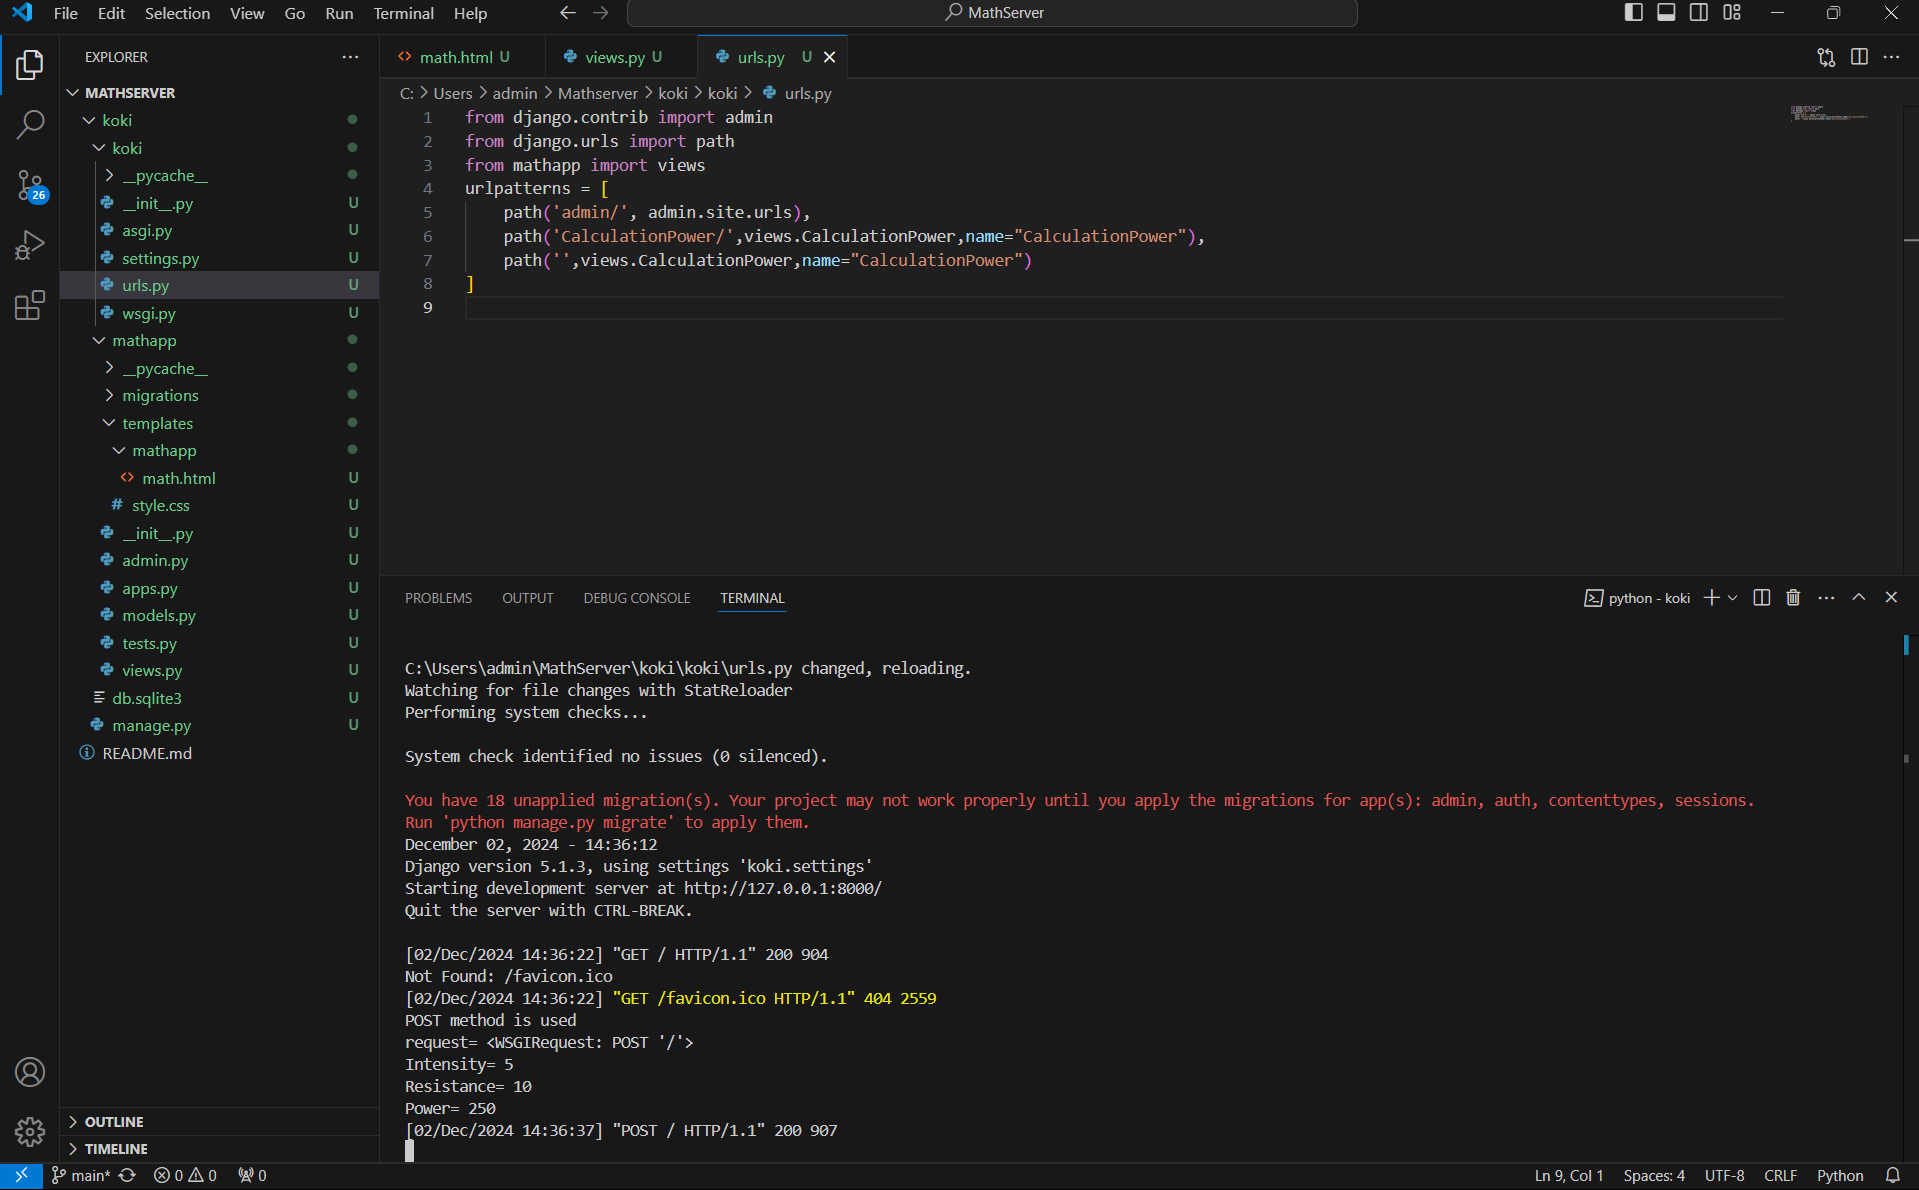 File Edit Selection View Go Run Terminal Help
MathServer
EXPLORER
MATHSERVER
koki
koki
__pycache__
__init__.py U
asgi.py U
settings.py U
urls.py U
wsgi.py U
mathapp
__pycache__
migrations
templates
mathapp
math.html U
style.css U
__init__.py U
admin.py U
apps.py U
models.py U
tests.py U
views.py U
db.sqlite3 U
manage.py U
README.md
OUTLINE
TIMELINE
26
math.html U views.py U urls.py U
C: > Users > admin > Mathserver > koki > koki > urls.py
1 from django.contrib import admin
2 from django.urls import path
3 from mathapp import views
4 urlpatterns = [
5 path('admin/', admin.site.urls),
6 path('CalculationPower/',views.CalculationPower,name="CalculationPower"),
7 path('',views.CalculationPower,name="CalculationPower")
8 ]
9
PROBLEMS OUTPUT DEBUG CONSOLE TERMINAL
python - koki
C:\Users\admin\MathServer\koki\koki\urls.py changed, reloading.
Watching for file changes with StatReloader
Performing system checks...
System check identified no issues (0 silenced).
You have 18 unapplied migration(s). Your project may not work properly until you apply the migrations for app(s): admin, auth, contenttypes, sessions.
Run 'python manage.py migrate' to apply them.
December 02, 2024 - 14:36:12
Django version 5.1.3, using settings 'koki.settings'
Starting development server at http://127.0.0.1:8000/
Quit the server with CTRL-BREAK.
[02/Dec/2024 14:36:22] "GET / HTTP/1.1" 200 904
Not Found: /favicon.ico
[02/Dec/2024 14:36:22] "GET /favicon.ico HTTP/1.1" 404 2559
POST method is used
request= <WSGIRequest: POST '/'>
Intensity= 5
Resistance= 10
Power= 250
[02/Dec/2024 14:36:37] "POST / HTTP/1.1" 200 907
main* 0 0 0
Ln 9, Col 1 Spaces: 4 UTF-8 CRLF Python